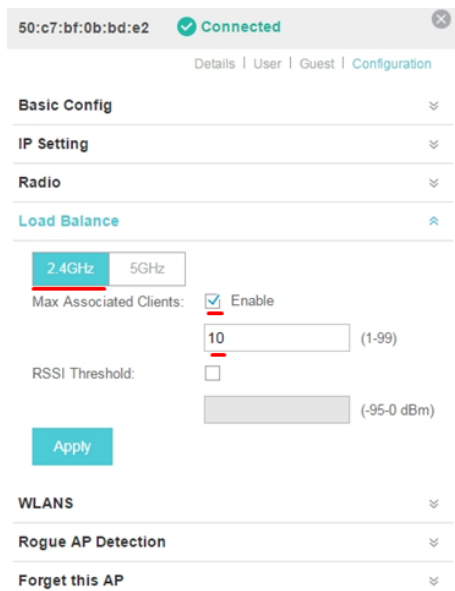 50:c7:bf:0b:bd:e2 Connected
Details | User | Guest | Configuration
Basic Config
IP Setting
Radio
Load Balance
2.4GHz 5GHz
Max Associated Clients: Enable
10 (1-99)
RSSI Threshold:
(-95-0 dBm)
Apply
WLANS
Rogue AP Detection
Forget this AP